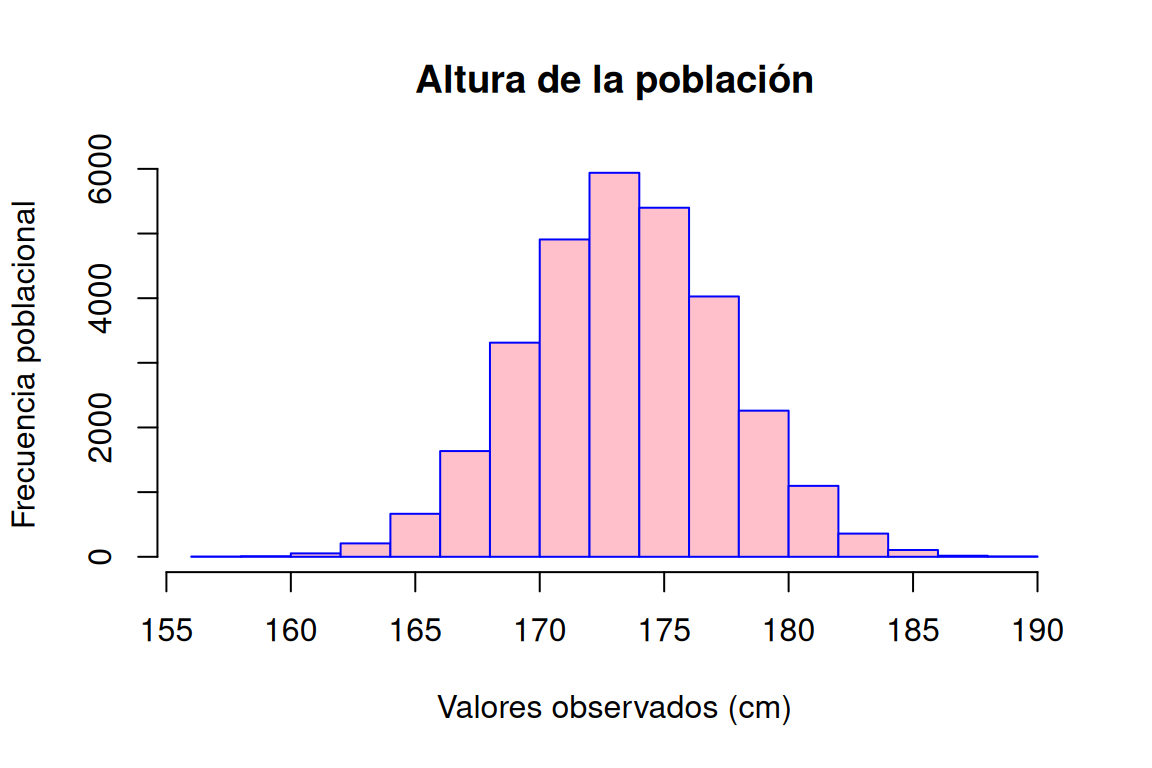 Altura de la población
Frecuencia poblacional
6000
4000
2000
0
155 160 165 170 175 180 185 190
Valores observados (cm)